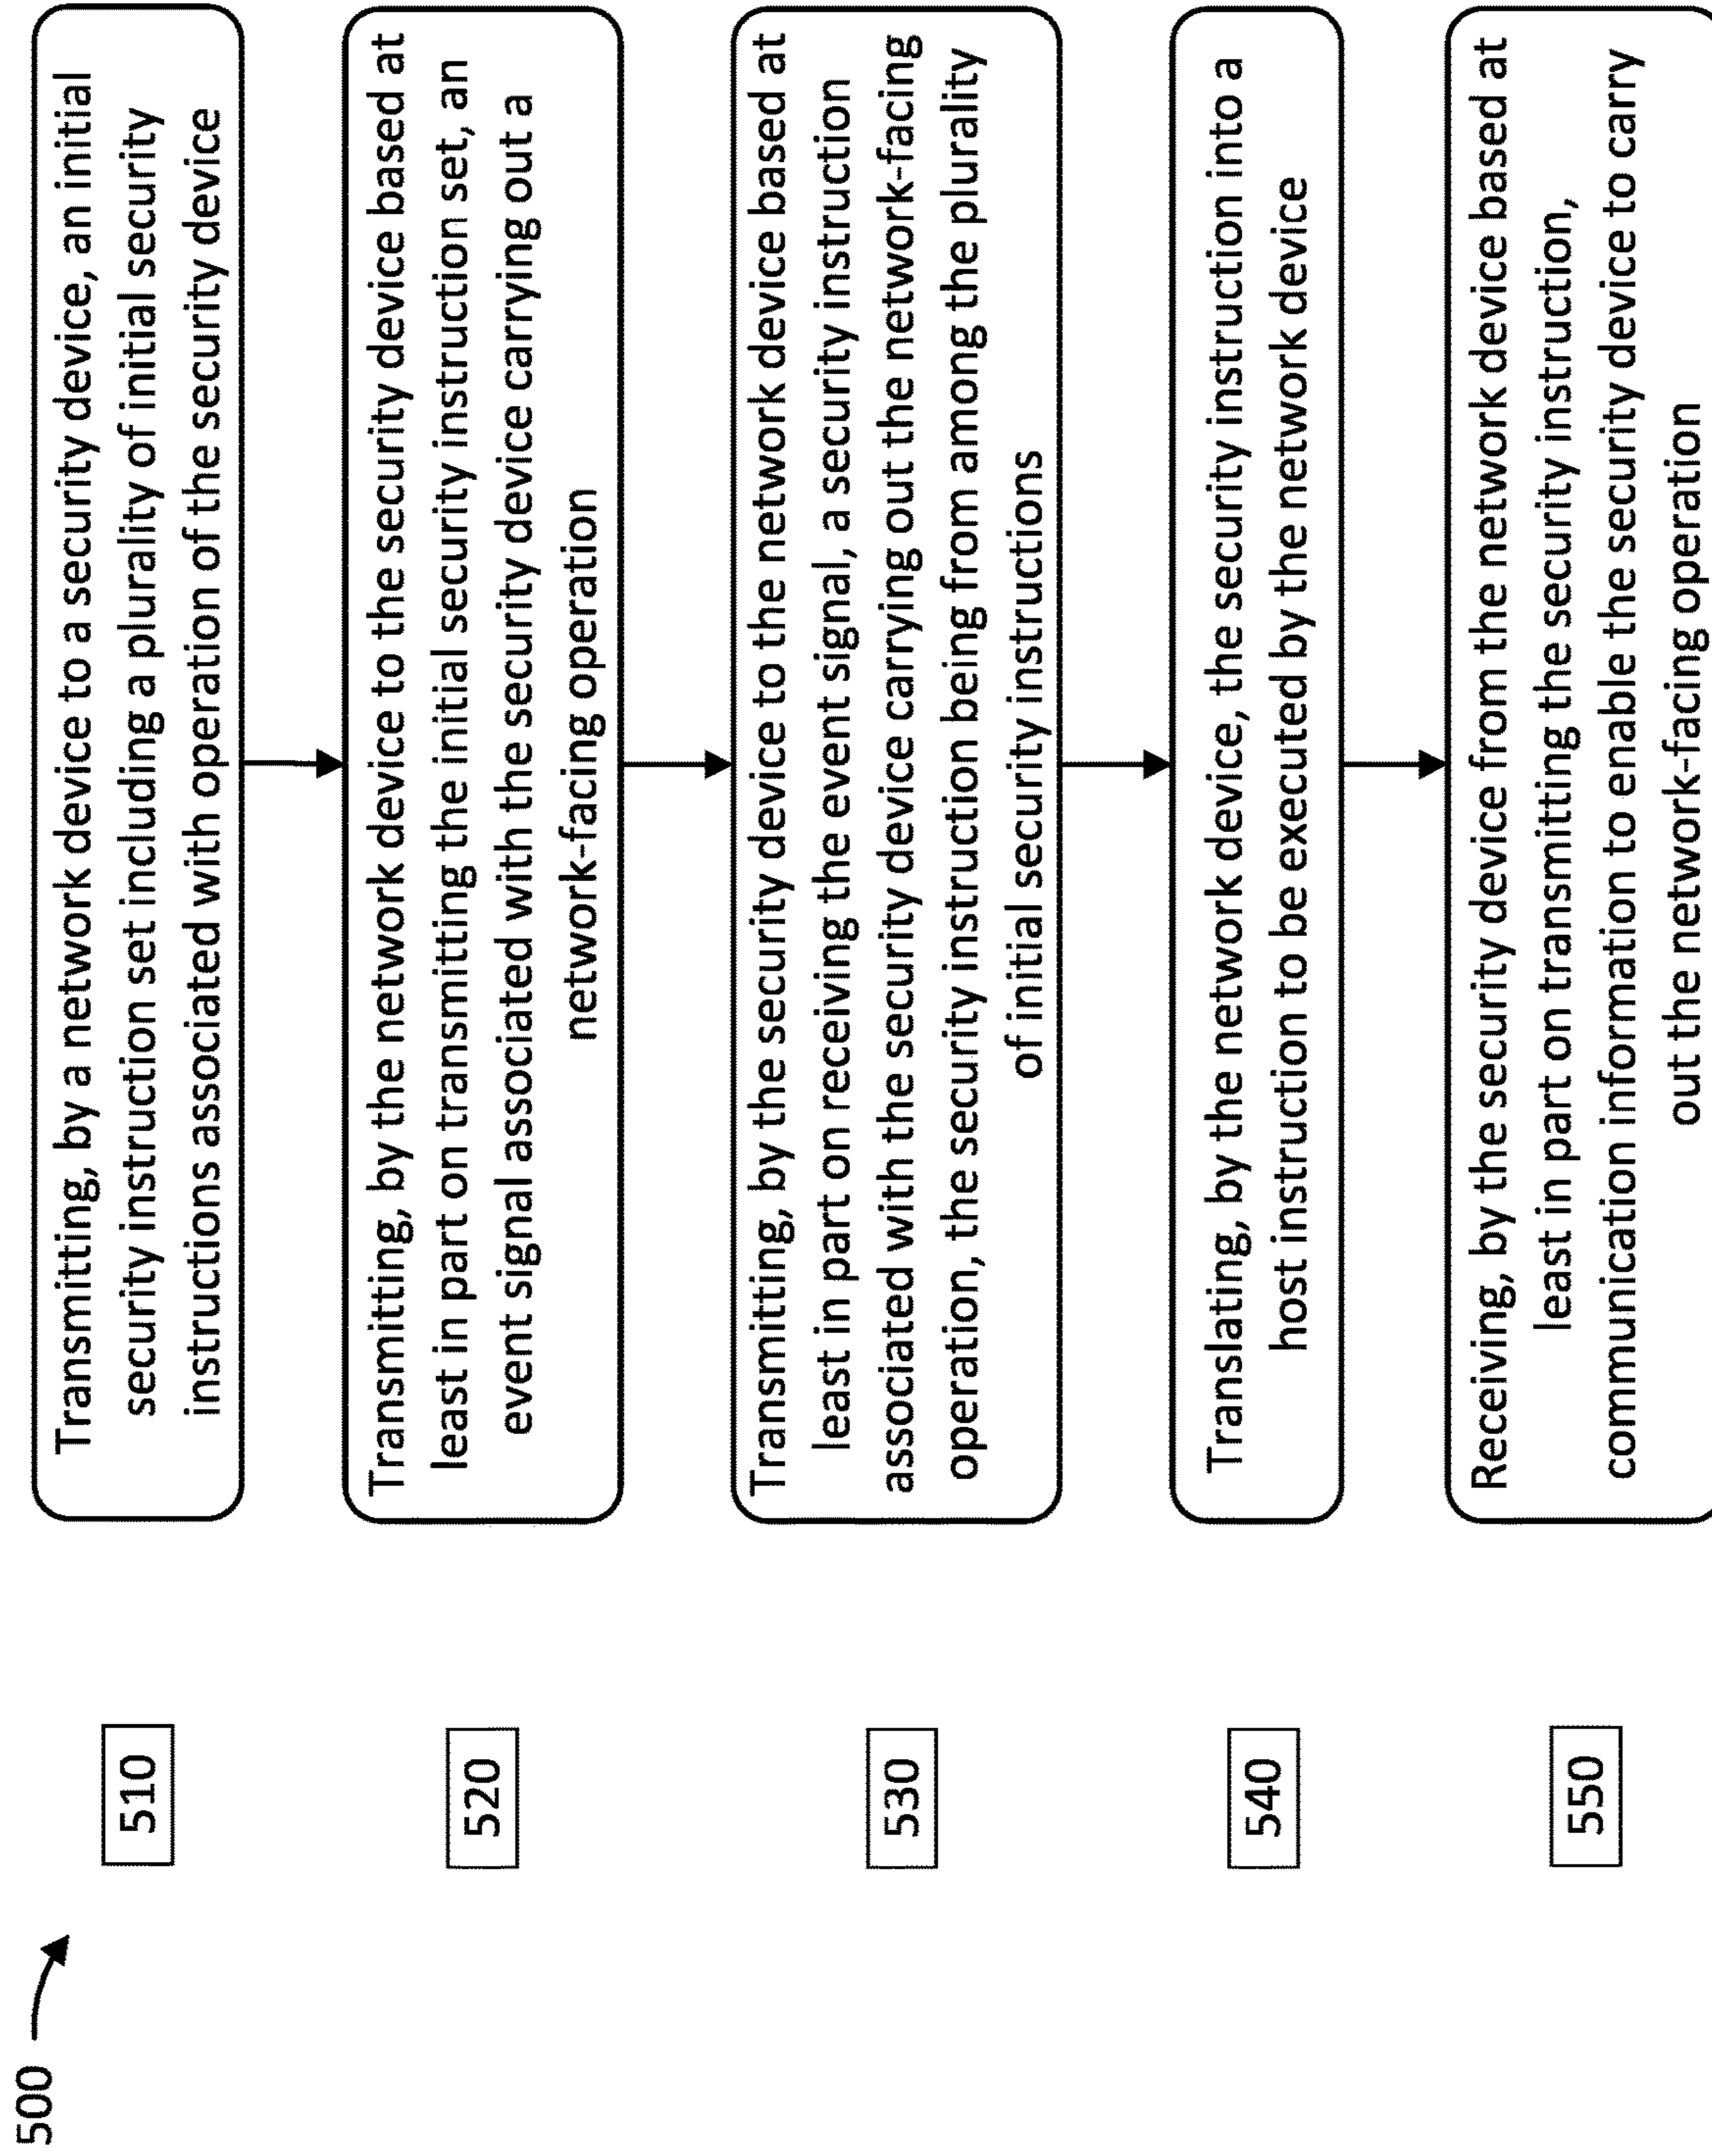 500
510
Transmitting, by a network device to a security device, an initial
security instruction set including a plurality of initial security
instructions associated with operation of the security device
520
Transmitting, by the network device to the security device based at
least in part on transmitting the initial security instruction set, an
event signal associated with the security device carrying out a
network-facing operation
530
Transmitting, by the security device to the network device based at
least in part on receiving the event signal, a security instruction
associated with the security device carrying out the network-facing
operation, the security instruction being from among the plurality
of initial security instructions
540
Translating, by the network device, the security instruction into a
host instruction to be executed by the network device
550
Receiving, by the security device from the network device based at
least in part on transmitting the security instruction,
communication information to enable the security device to carry
out the network-facing operation